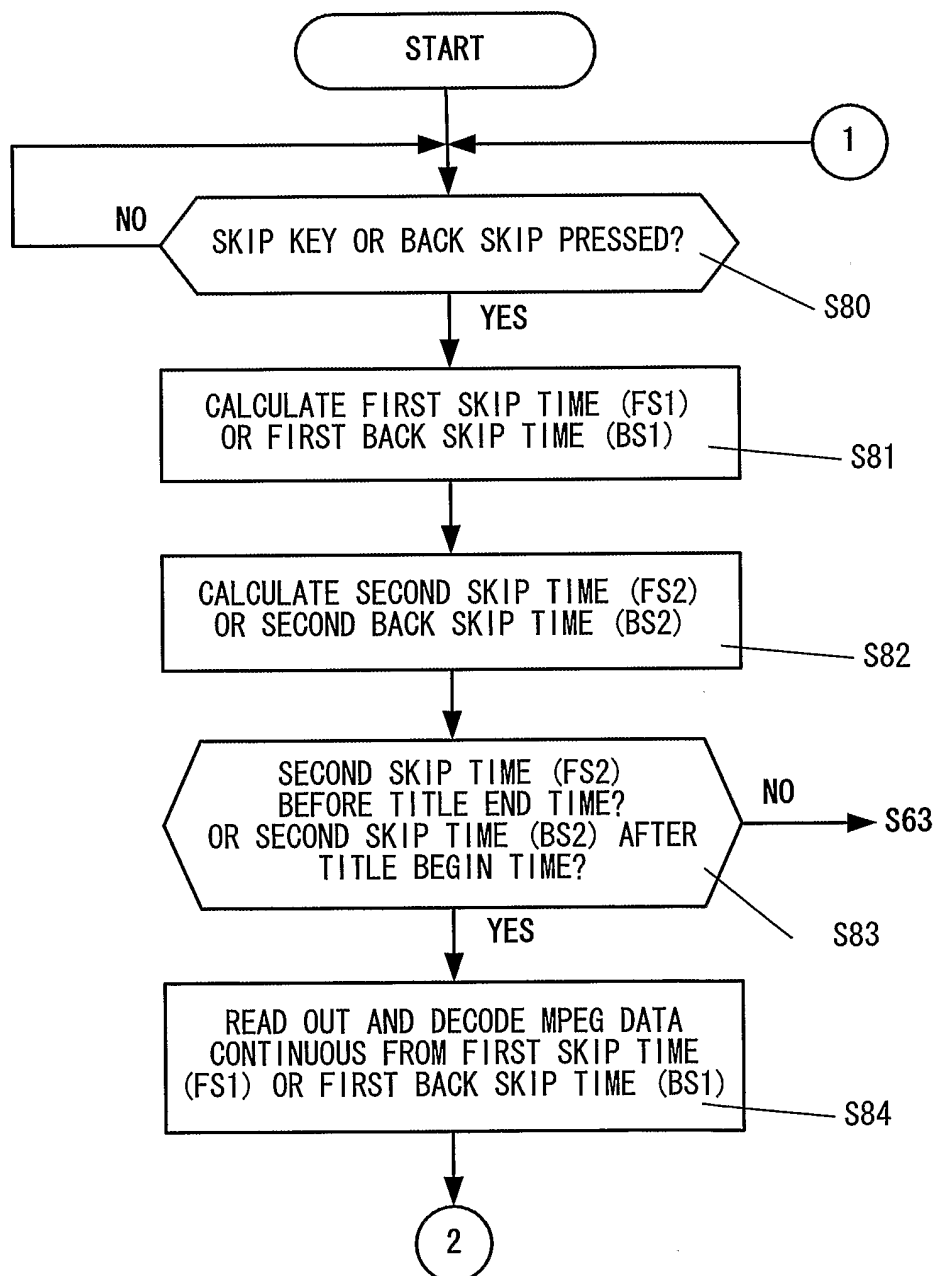 START
1
NO
SKIP KEY OR BACK SKIP PRESSED?
S80
YES
CALCULATE FIRST SKIP TIME (FS1)
OR FIRST BACK SKIP TIME (BS1)
S81
CALCULATE SECOND SKIP TIME (FS2)
OR SECOND BACK SKIP TIME (BS2)
S82
SECOND SKIP TIME (FS2)
BEFORE TITLE END TIME?
OR SECOND SKIP TIME (BS2) AFTER
TITLE BEGIN TIME?
NO
S63
YES
S83
READ OUT AND DECODE MPEG DATA
CONTINUOUS FROM FIRST SKIP TIME
(FS1) OR FIRST BACK SKIP TIME (BS1)
S84
2